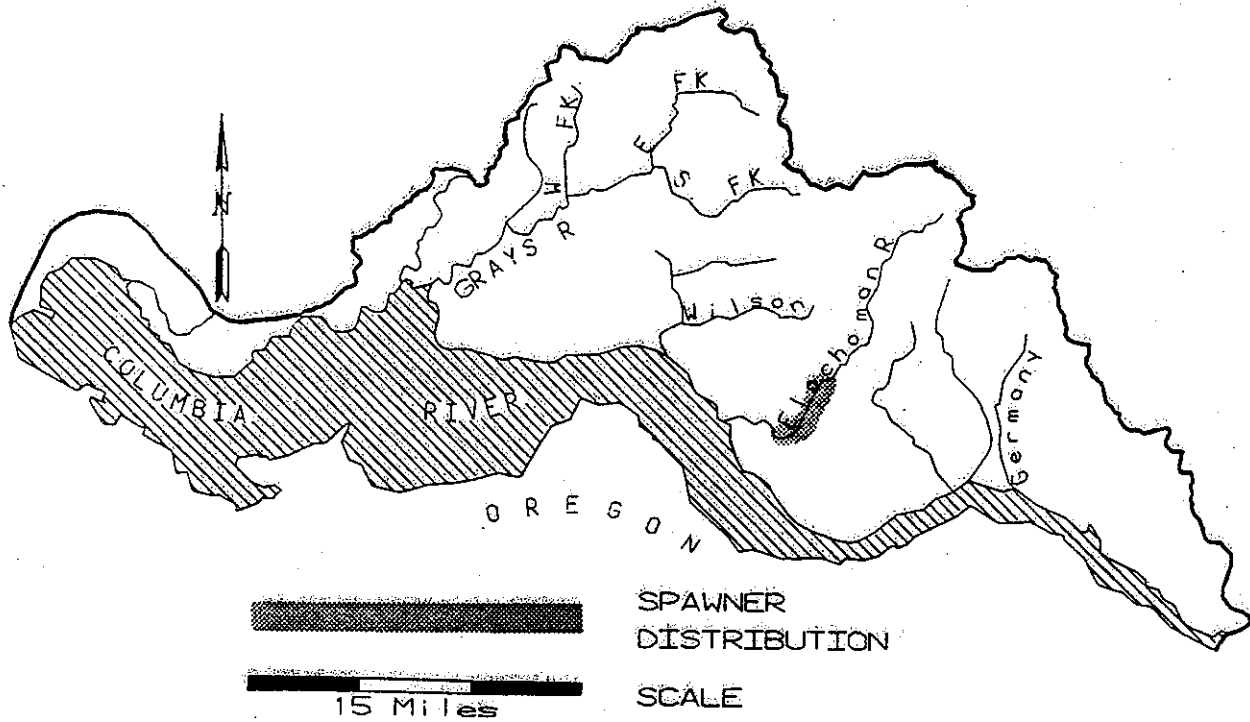 FK
FK
E
W
S
FK
N
GRAYS R
Elochoman R
Wilson
Germany
COLUMBIA
RIVER
OREGON
SPAWNER
DISTRIBUTION
15 Miles
SCALE